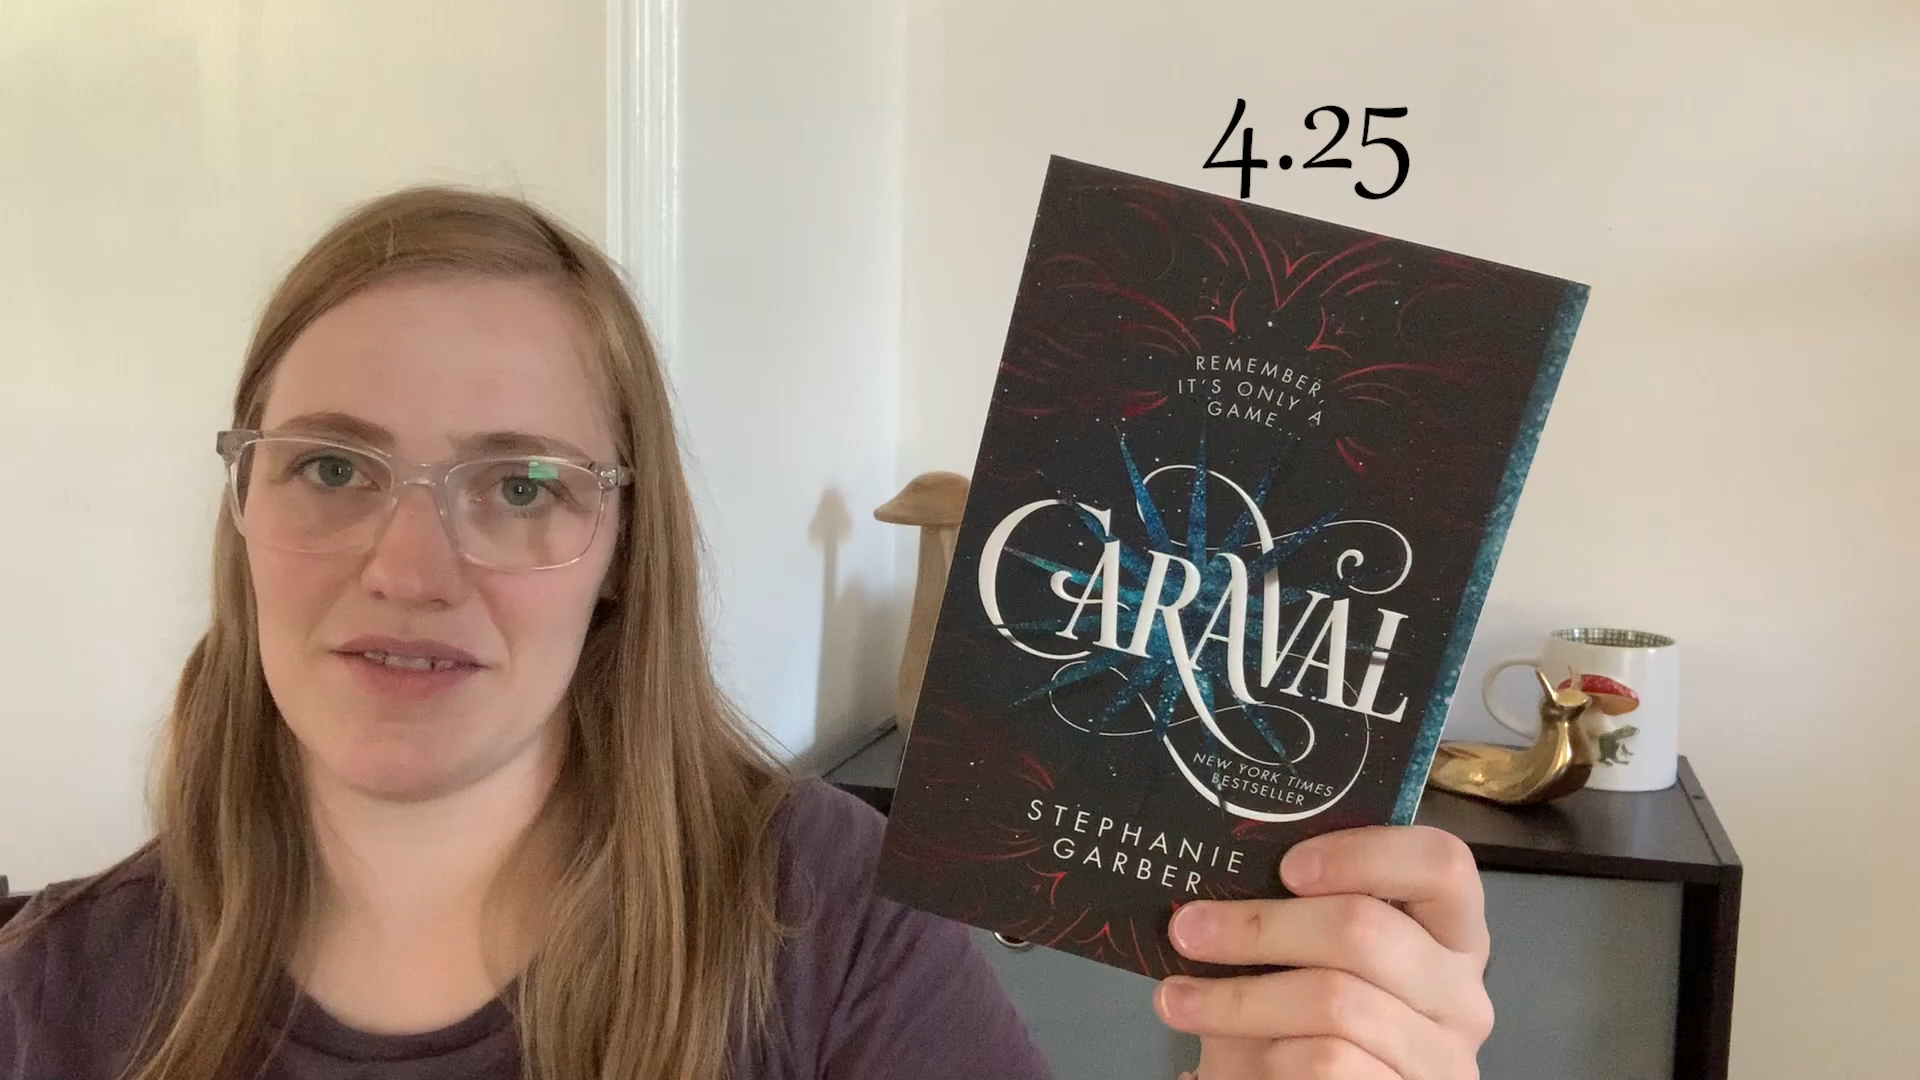 4.25
REMEMBER,
IT'S ONLY A
GAME...
CARAVAL
NEW YORK TIMES
BESTSELLER
STEPHANIE
GARBER